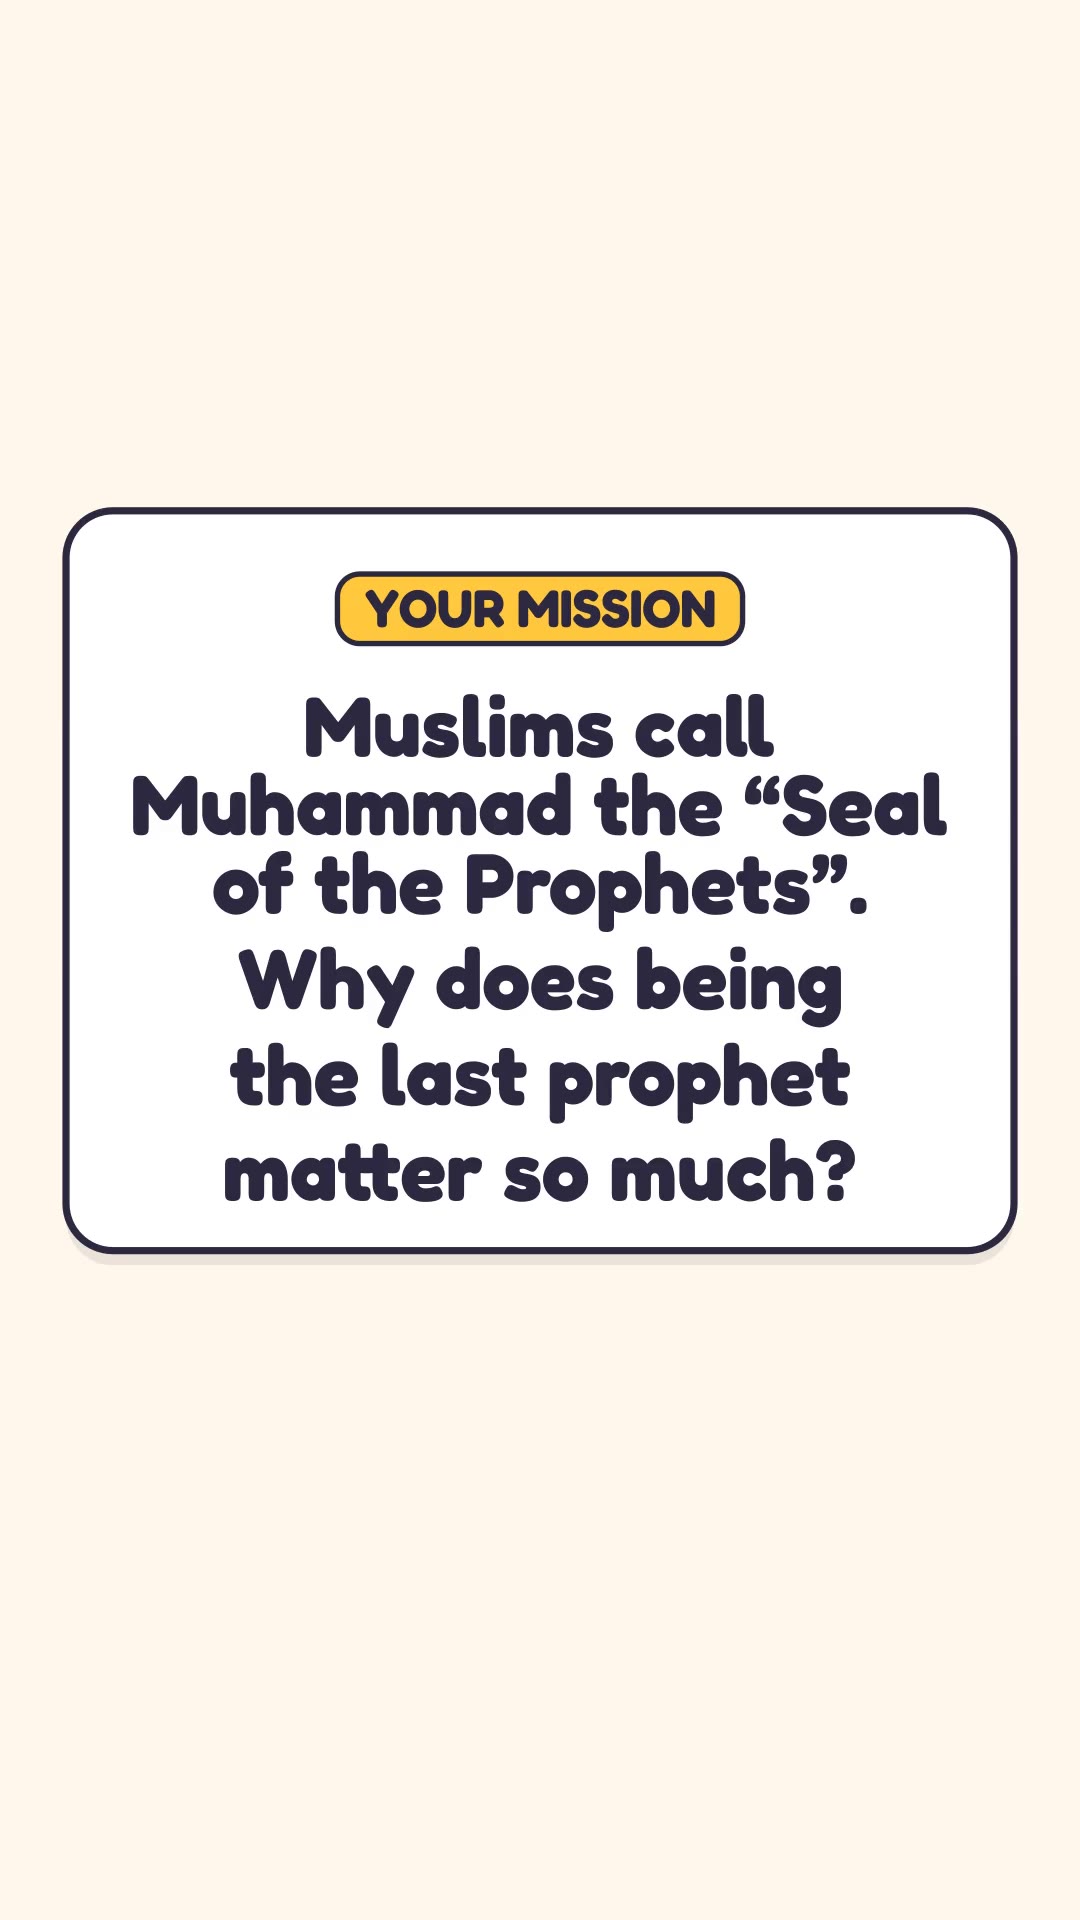 YOUR MISSION
Muslims call
Muhammad the “Seal
of the Prophets”.
Why does being
the last prophet
matter so much?